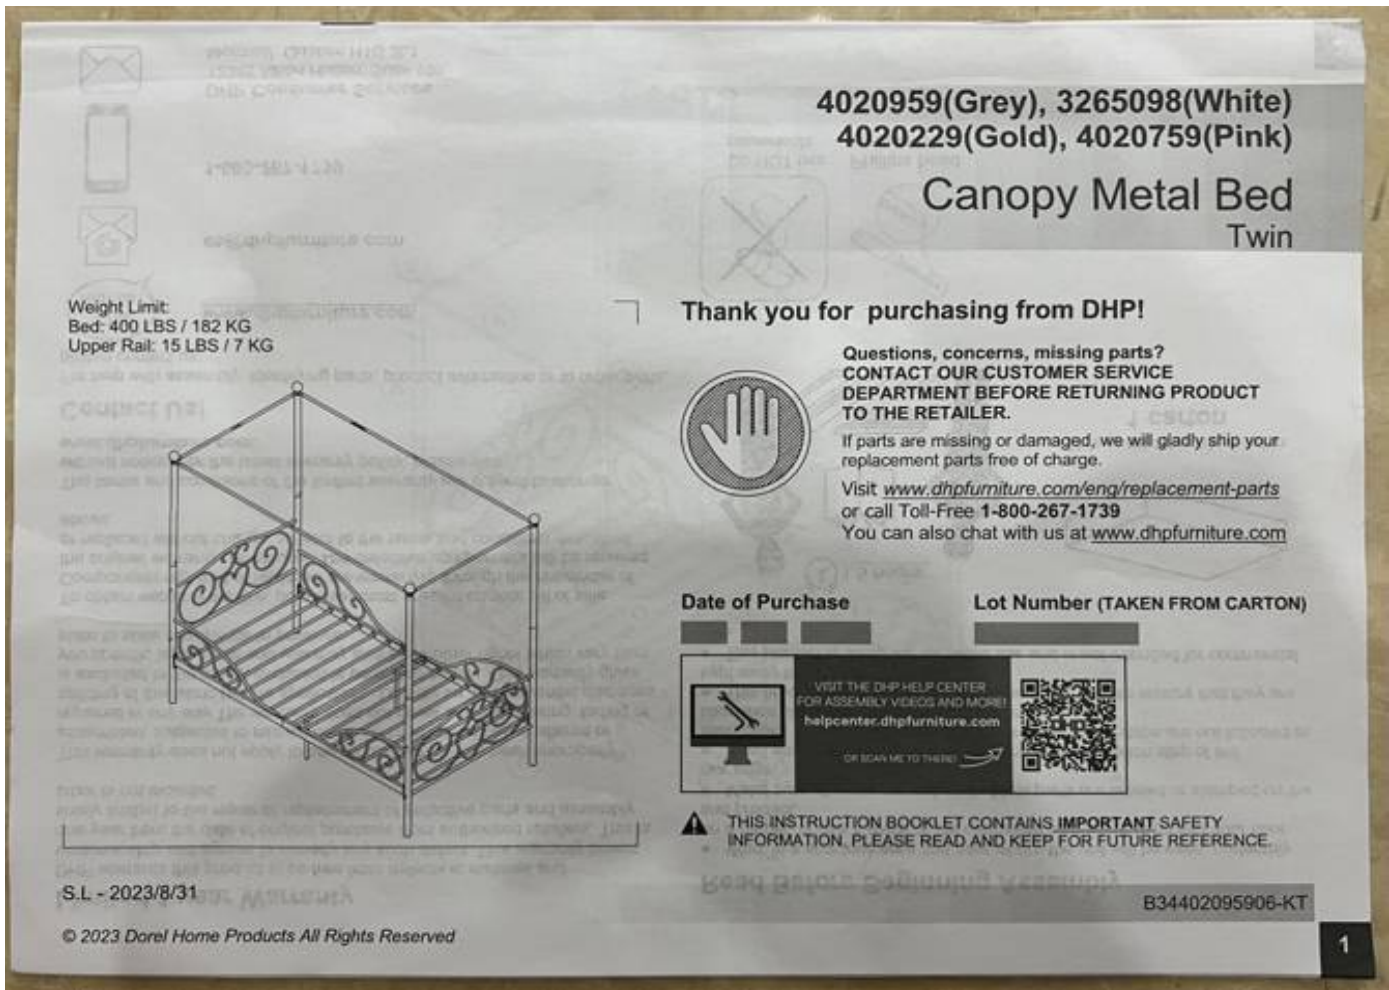 4020959(Grey), 3265098(White)
4020229(Gold), 4020759(Pink)
Canopy Metal Bed
Twin
Weight Limit:
Bed: 400 LBS / 182 KG
Upper Rail: 15 LBS / 7 KG
Thank you for purchasing from DHP!
Questions, concerns, missing parts?
CONTACT OUR CUSTOMER SERVICE
DEPARTMENT BEFORE RETURNING PRODUCT
TO THE RETAILER.
If parts are missing or damaged, we will gladly ship your
replacement parts free of charge.
Visit www.dhpfurniture.com/eng/replacement-parts
or call Toll-Free 1-800-267-1739
You can also chat with us at www.dhpfurniture.com
Date of Purchase
Lot Number (TAKEN FROM CARTON)
VISIT THE DHP HELP CENTER
FOR ASSEMBLY VIDEOS AND MORE!
helpcenter.dhpfurniture.com
OR SCAN ME TO THERE!
DHP
THIS INSTRUCTION BOOKLET CONTAINS IMPORTANT SAFETY
INFORMATION. PLEASE READ AND KEEP FOR FUTURE REFERENCE.
S.L - 2023/8/31
B34402095906-KT
© 2023 Dorel Home Products All Rights Reserved
1